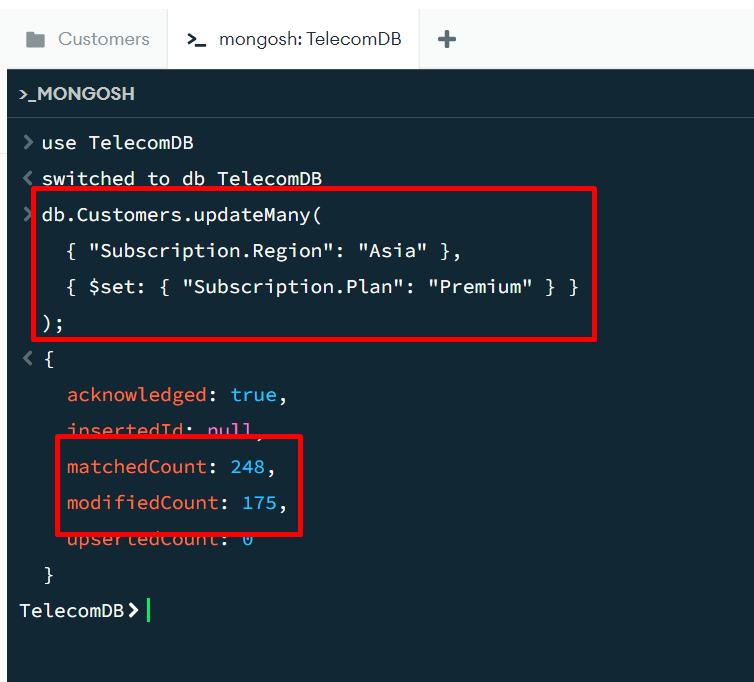 Customers
>_ mongosh: TelecomDB +
>_MONGOSH
> use TelecomDB
< switched to db TelecomDB
> db.Customers.updateMany(
{ "Subscription.Region": "Asia" },
{ $set: { "Subscription.Plan": "Premium" } }
);
< {
acknowledged: true,
insertedId: null,
matchedCount: 248,
modifiedCount: 175,
upsertedCount: 0
}
TelecomDB>